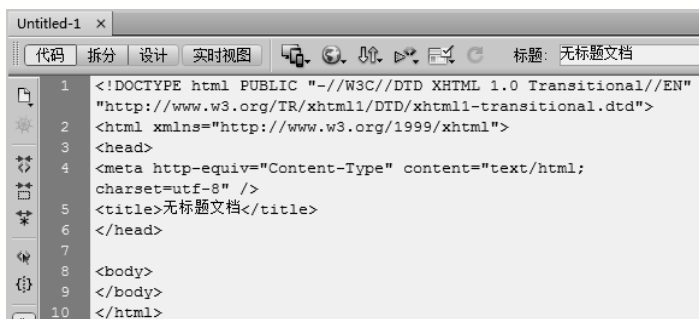 Untitled-1 ×
代码 拆分 设计 实时视图 标题: 无标题文档
1 <!DOCTYPE html PUBLIC "-//W3C//DTD XHTML 1.0 Transitional//EN"
"http://www.w3.org/TR/xhtml1/DTD/xhtml1-transitional.dtd">
2 <html xmlns="http://www.w3.org/1999/xhtml">
3 <head>
4 <meta http-equiv="Content-Type" content="text/html;
charset=utf-8" />
5 <title>无标题文档</title>
6 </head>
7
8 <body>
9 </body>
10 </html>